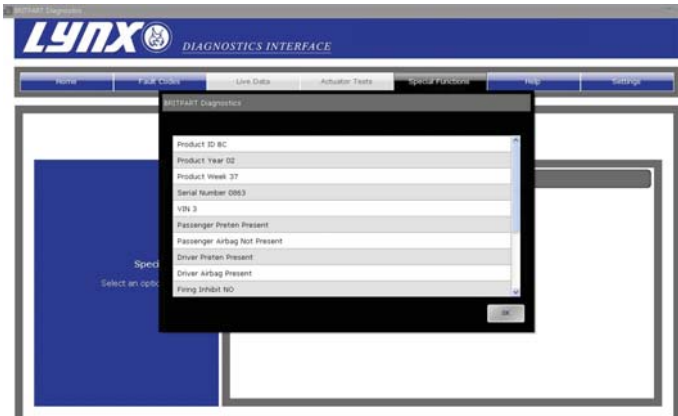 BRITPART Diagnostics
LYNX DIAGNOSTICS INTERFACE
Home Fault Codes Live Data Actuator Tests Special Functions Help Settings
BRITPART Diagnostics
Product ID BC
Product Year 02
Product Week 37
Serial Number 0863
VIN 3
Passenger Preten Present
Passenger Airbag Not Present
Driver Preten Present
Driver Airbag Present
Firing Inhibit NO
Speci
Select an optio
OK